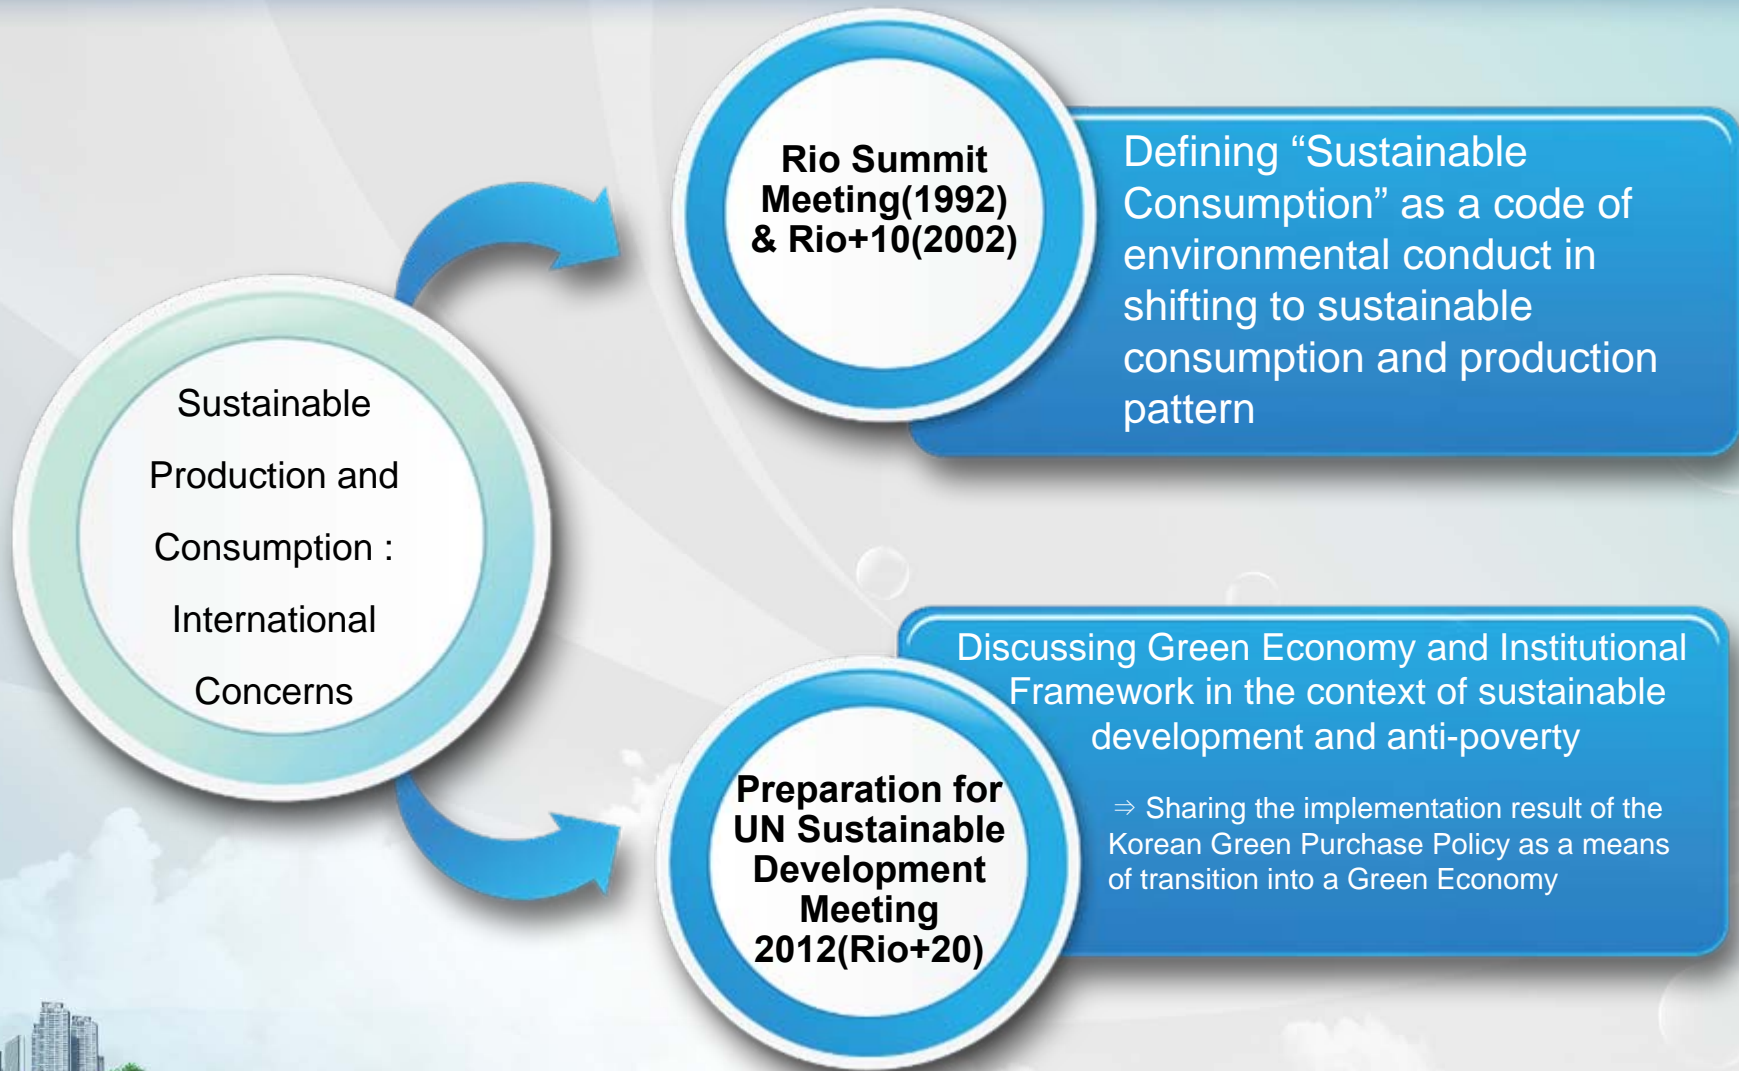 Sustainable
Production and
Consumption :
International
Concerns
Rio Summit
Meeting(1992)
& Rio+10(2002)
Defining “Sustainable
Consumption” as a code of
environmental conduct in
shifting to sustainable
consumption and production
pattern
Preparation for
UN Sustainable
Development
Meeting
2012(Rio+20)
Discussing Green Economy and Institutional
Framework in the context of sustainable
development and anti-poverty
⇒ Sharing the implementation result of the
Korean Green Purchase Policy as a means
of transition into a Green Economy